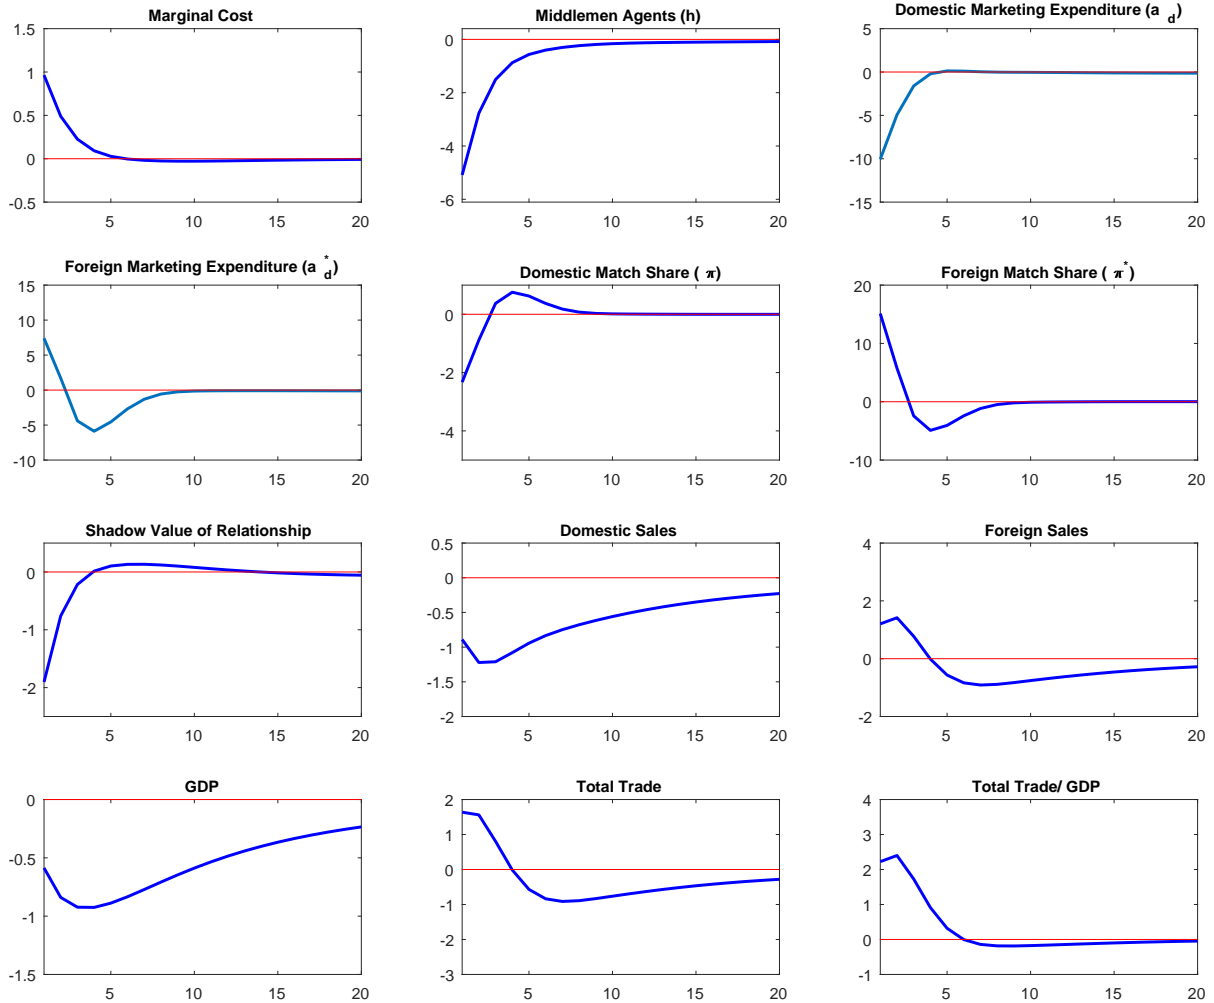 Marginal Cost
1.5
1
0.5
0
-0.5
5 10 15 20
Middlemen Agents (h)
0
-2
-4
-6
5 10 15 20
Domestic Marketing Expenditure (a_d)
5
0
-5
-10
-15
5 10 15 20
Foreign Marketing Expenditure (a_d^*)
15
10
5
0
-5
-10
5 10 15 20
Domestic Match Share ( π)
0
-2
-4
5 10 15 20
Foreign Match Share ( π^*)
20
10
0
-10
5 10 15 20
Shadow Value of Relationship
0
-1
-2
5 10 15 20
Domestic Sales
0.5
0
-0.5
-1
-1.5
-2
5 10 15 20
Foreign Sales
4
2
0
-2
5 10 15 20
GDP
0
-0.5
-1
-1.5
5 10 15 20
Total Trade
2
1
0
-1
-2
-3
5 10 15 20
Total Trade/ GDP
4
3
2
1
0
-1
5 10 15 20